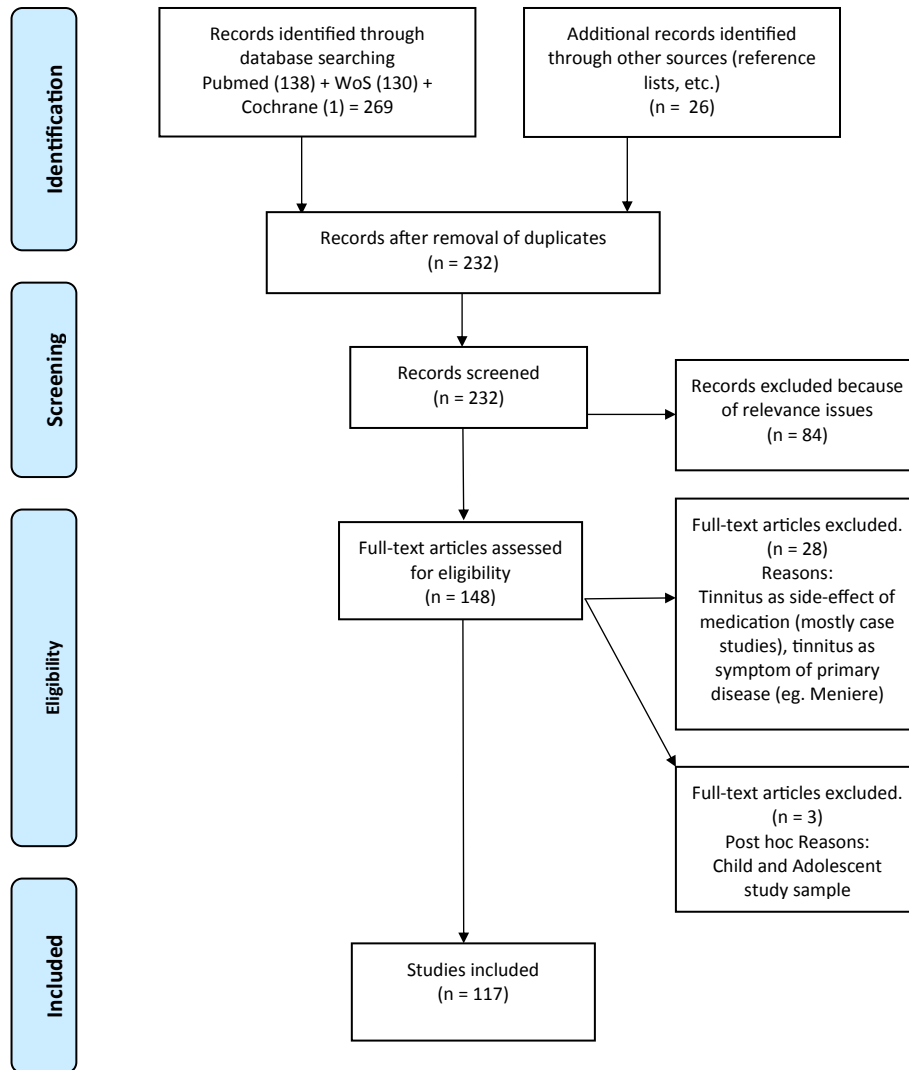 Identification
Records identified through
database searching
Pubmed (138) + WoS (130) +
Cochrane (1) = 269
Additional records identified
through other sources (reference
lists, etc.)
(n = 26)
Records after removal of duplicates
(n = 232)
Screening
Records screened
(n = 232)
Records excluded because
of relevance issues
(n = 84)
Eligibility
Full-text articles assessed
for eligibility
(n = 148)
Full-text articles excluded.
(n = 28)
Reasons:
Tinnitus as side-effect of
medication (mostly case
studies), tinnitus as
symptom of primary
disease (eg. Meniere)
Full-text articles excluded.
(n = 3)
Post hoc Reasons:
Child and Adolescent
study sample
Included
Studies included
(n = 117)